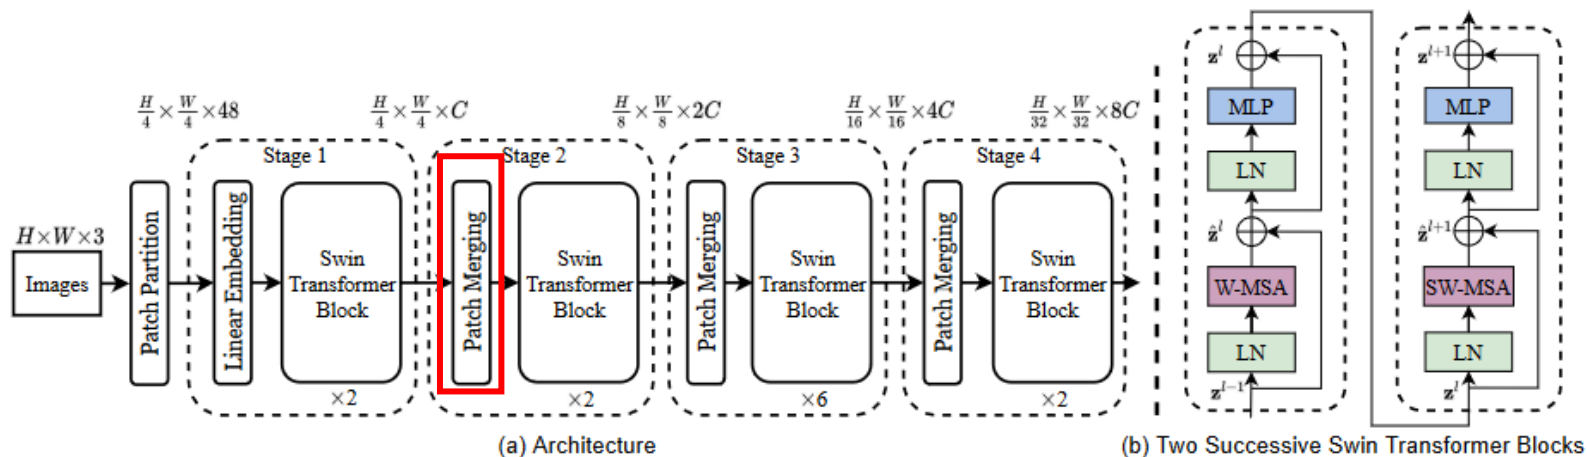 H/4 × W/4 × 48
H/4 × W/4 × C
H/8 × W/8 × 2C
H/16 × W/16 × 4C
H/32 × W/32 × 8C
Stage 1
Stage 2
Stage 3
Stage 4
H×W×3
Images
Patch Partition
Linear Embedding
Swin
Transformer
Block
×2
Patch Merging
Swin
Transformer
Block
×2
Patch Merging
Swin
Transformer
Block
×6
Patch Merging
Swin
Transformer
Block
×2
(a) Architecture
z^l
MLP
LN
ẑ^l
W-MSA
LN
z^{l-1}
z^{l+1}
MLP
LN
ẑ^{l+1}
SW-MSA
LN
z^l
(b) Two Successive Swin Transformer Blocks